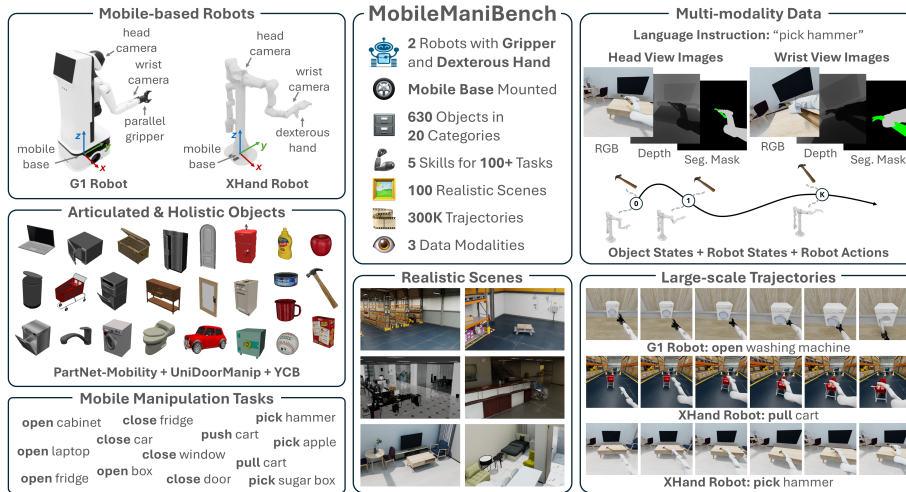 Mobile-based Robots
head
camera
wrist
camera
parallel
gripper
mobile
base
z
y
x
G1 Robot
head
camera
wrist
camera
dexterous
hand
mobile
base
z
y
x
XHand Robot
Articulated & Holistic Objects
PartNet-Mobility + UniDoorManip + YCB
Mobile Manipulation Tasks
open cabinet
close fridge
pick hammer
close car
push cart
pick apple
open laptop
close window
pull cart
open fridge
open box
close door
pick sugar box
MobileManiBench
2 Robots with Gripper
and Dexterous Hand
Mobile Base Mounted
630 Objects in
20 Categories
5 Skills for 100+ Tasks
100 Realistic Scenes
300K Trajectories
3 Data Modalities
Realistic Scenes
Multi-modality Data
Language Instruction: “pick hammer”
Head View Images
Wrist View Images
RGB
Depth
Seg. Mask
RGB
Depth
Seg. Mask
0
1
K
Object States + Robot States + Robot Actions
Large-scale Trajectories
G1 Robot: open washing machine
XHand Robot: pull cart
XHand Robot: pick hammer